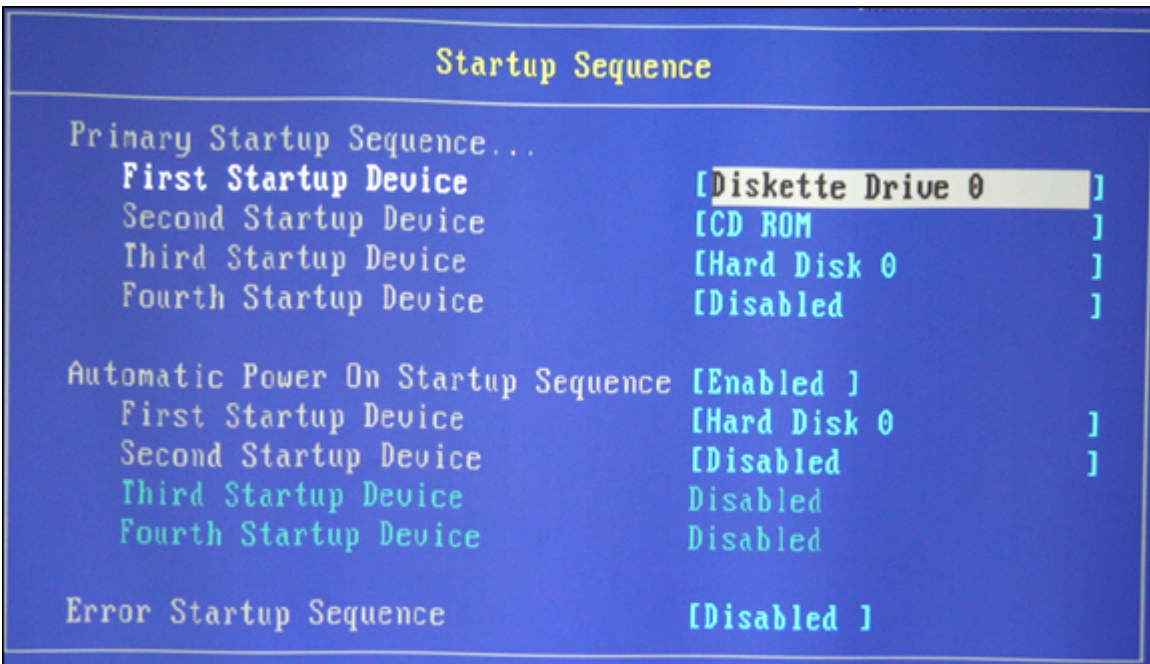 Startup Sequence
Primary Startup Sequence...
First Startup Device [Diskette Drive 0 ]
Second Startup Device [CD ROM ]
Third Startup Device [Hard Disk 0 ]
Fourth Startup Device [Disabled ]
Automatic Power On Startup Sequence [Enabled ]
First Startup Device [Hard Disk 0 ]
Second Startup Device [Disabled ]
Third Startup Device Disabled
Fourth Startup Device Disabled
Error Startup Sequence [Disabled ]